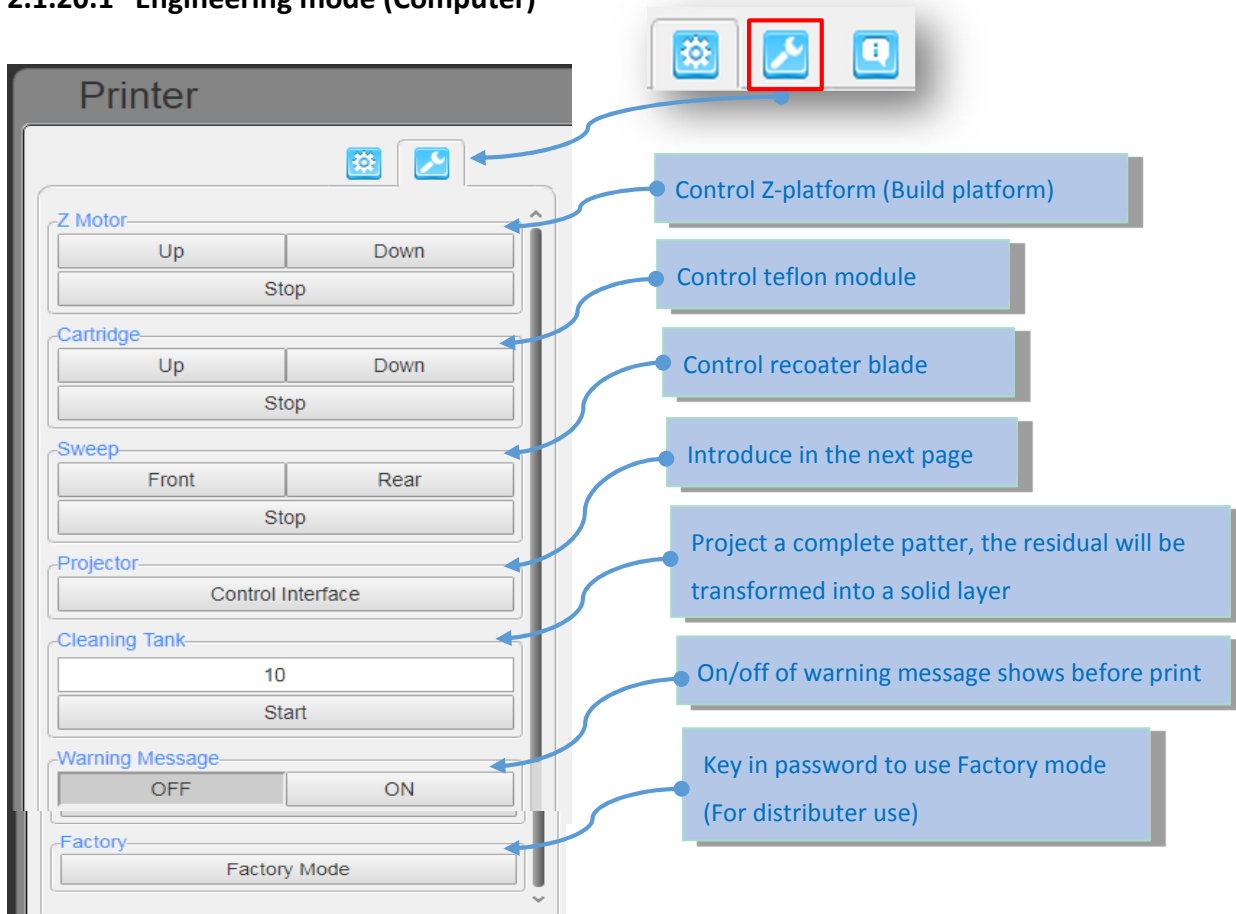 2.1.20.1 Engineering mode (Computer)
Printer
Z Motor
Up Down
Stop
Cartridge
Up Down
Stop
Sweep
Front Rear
Stop
Projector
Control Interface
Cleaning Tank
10
Start
Warning Message
OFF ON
Factory
Factory Mode
Control Z-platform (Build platform)
Control teflon module
Control recoater blade
Introduce in the next page
Project a complete patter, the residual will be
transformed into a solid layer
On/off of warning message shows before print
Key in password to use Factory mode
(For distributer use)